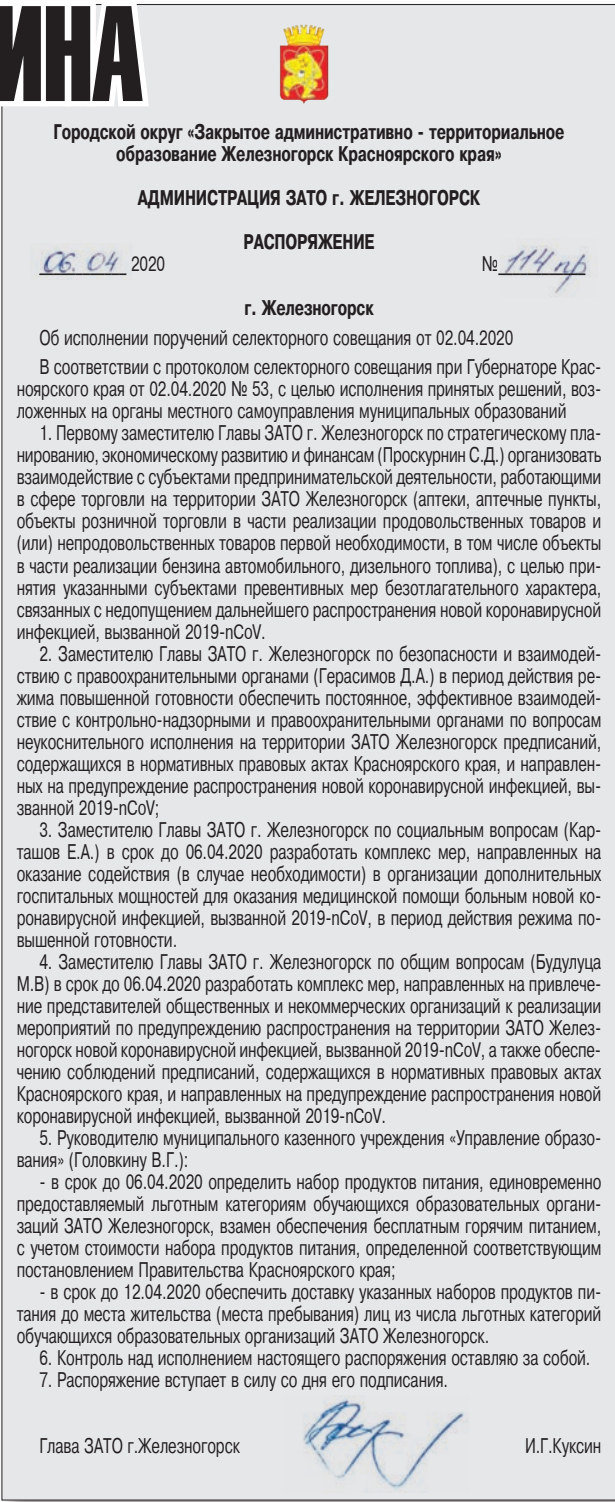 ИНА
Городской округ «Закрытое административно - территориальное
образование Железногорск Красноярского края»
АДМИНИСТРАЦИЯ ЗАТО г. ЖЕЛЕЗНОГОРСК
РАСПОРЯЖЕНИЕ
06.04 2020 № 114 пр
г. Железногорск
Об исполнении поручений селекторного совещания от 02.04.2020
В соответствии с протоколом селекторного совещания при Губернаторе Крас-
ноярского края от 02.04.2020 № 53, с целью исполнения принятых решений, воз-
ложенных на органы местного самоуправления муниципальных образований
1. Первому заместителю Главы ЗАТО г. Железногорск по стратегическому пла-
нированию, экономическому развитию и финансам (Проскурнин С.Д.) организовать
взаимодействие с субъектами предпринимательской деятельности, работающими
в сфере торговли на территории ЗАТО Железногорск (аптеки, аптечные пункты,
объекты розничной торговли в части реализации продовольственных товаров и
(или) непродовольственных товаров первой необходимости, в том числе объекты
в части реализации бензина автомобильного, дизельного топлива), с целью при-
нятия указанными субъектами превентивных мер безотлагательного характера,
связанных с недопущением дальнейшего распространения новой коронавирусной
инфекцией, вызванной 2019-nCoV.
2. Заместителю Главы ЗАТО г. Железногорск по безопасности и взаимодей-
ствию с правоохранительными органами (Герасимов Д.А.) в период действия ре-
жима повышенной готовности обеспечить постоянное, эффективное взаимодей-
ствие с контрольно-надзорными и правоохранительными органами по вопросам
неукоснительного исполнения на территории ЗАТО Железногорск предписаний,
содержащихся в нормативных правовых актах Красноярского края, и направлен-
ных на предупреждение распространения новой коронавирусной инфекцией, вы-
званной 2019-nCoV;
3. Заместителю Главы ЗАТО г. Железногорск по социальным вопросам (Кар-
ташов Е.А.) в срок до 06.04.2020 разработать комплекс мер, направленных на
оказание содействия (в случае необходимости) в организации дополнительных
госпитальных мощностей для оказания медицинской помощи больным новой ко-
ронавирусной инфекцией, вызванной 2019-nCoV, в период действия режима по-
вышенной готовности.
4. Заместителю Главы ЗАТО г. Железногорск по общим вопросам (Будулуца
М.В) в срок до 06.04.2020 разработать комплекс мер, направленных на привлече-
ние представителей общественных и некоммерческих организаций к реализации
мероприятий по предупреждению распространения на территории ЗАТО Желез-
ногорск новой коронавирусной инфекцией, вызванной 2019-nCoV, а также обеспе-
чению соблюдений предписаний, содержащихся в нормативных правовых актах
Красноярского края, и направленных на предупреждение распространения новой
коронавирусной инфекцией, вызванной 2019-nCoV.
5. Руководителю муниципального казенного учреждения «Управление образо-
вания» (Головкину В.Г.):
- в срок до 06.04.2020 определить набор продуктов питания, единовременно
предоставляемый льготным категориям обучающихся образовательных органи-
заций ЗАТО Железногорск, взамен обеспечения бесплатным горячим питанием,
с учетом стоимости набора продуктов питания, определенной соответствующим
постановлением Правительства Красноярского края;
- в срок до 12.04.2020 обеспечить доставку указанных наборов продуктов пи-
тания до места жительства (места пребывания) лиц из числа льготных категорий
обучающихся образовательных организаций ЗАТО Железногорск.
6. Контроль над исполнением настоящего распоряжения оставляю за собой.
7. Распоряжение вступает в силу со дня его подписания.
Глава ЗАТО г.Железногорск И.Г.Куксин